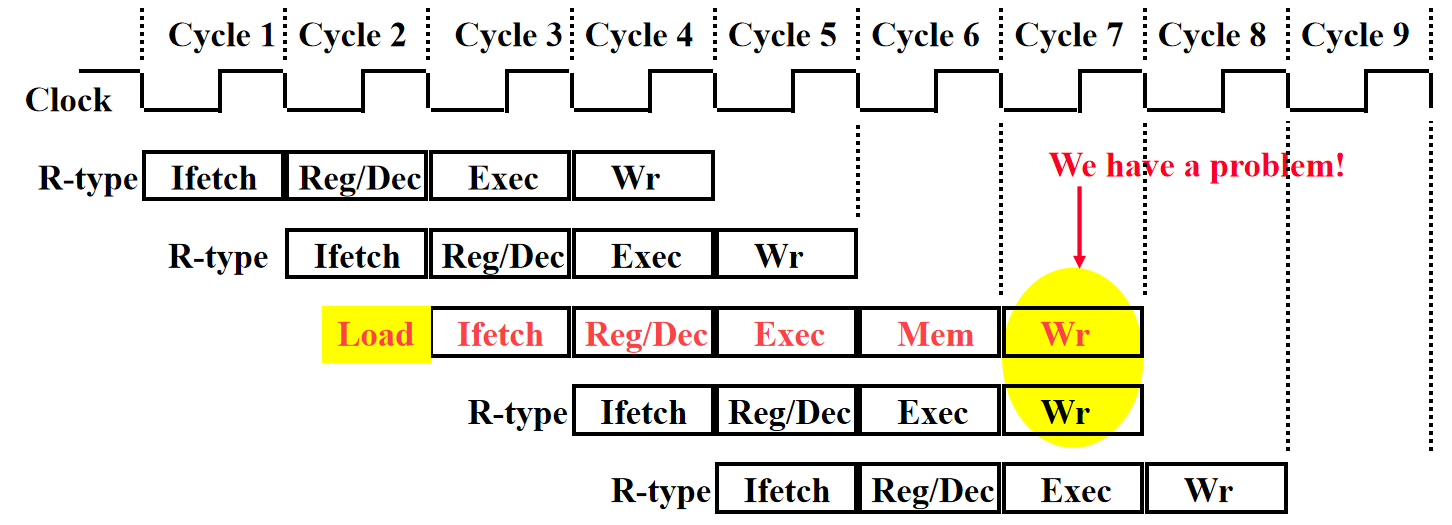 Cycle 1 Cycle 2 Cycle 3 Cycle 4 Cycle 5 Cycle 6 Cycle 7 Cycle 8 Cycle 9
Clock
We have a problem!
R-type Ifetch Reg/Dec Exec Wr
R-type Ifetch Reg/Dec Exec Wr
Load Ifetch Reg/Dec Exec Mem Wr
R-type Ifetch Reg/Dec Exec Wr
R-type Ifetch Reg/Dec Exec Wr